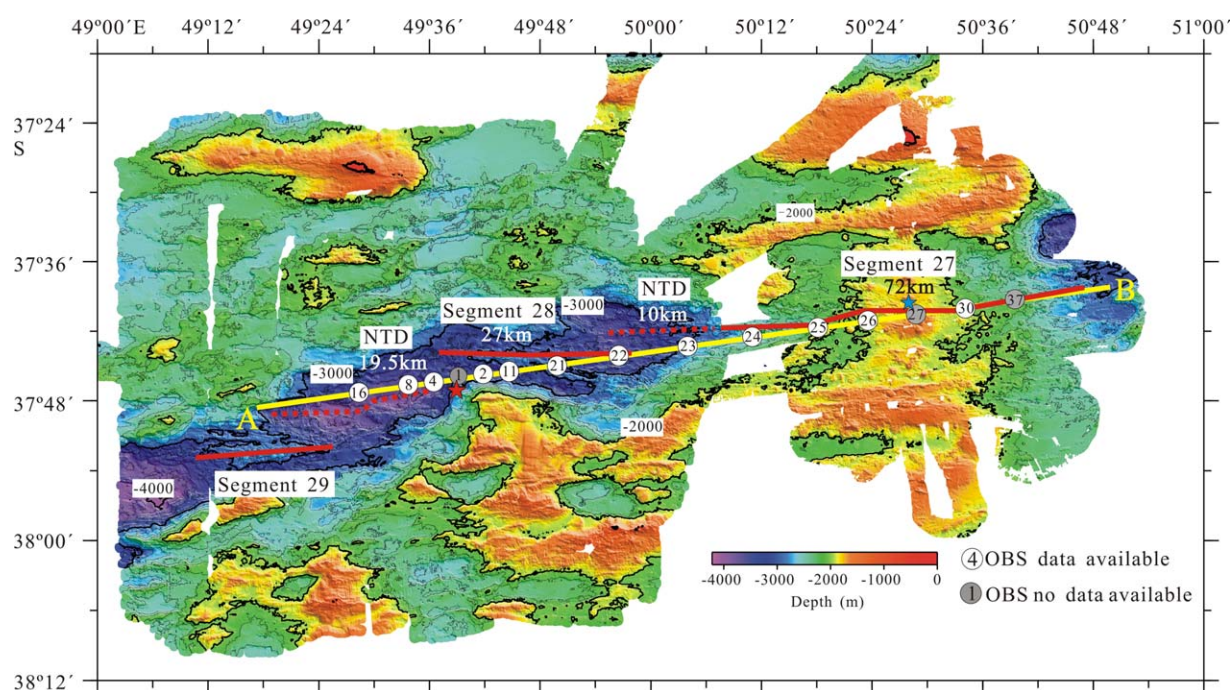 49°00´E 49°12´ 49°24´ 49°36´ 49°48´ 50°00´ 50°12´ 50°24´ 50°36´ 50°48´ 51°00´
37°24´
S
37°36´
37°48´
38°00´
38°12´
-2000
Segment 27
72km
B
37
27
30
26
25
24
23
NTD
10km
-3000
Segment 28
27km
22
21
11
2
1
4
8
16
NTD
19.5km
-3000
A
-2000
Segment 29
-4000
-4000 -3000 -2000 -1000 0
Depth (m)
4 OBS data available
1 OBS no data available